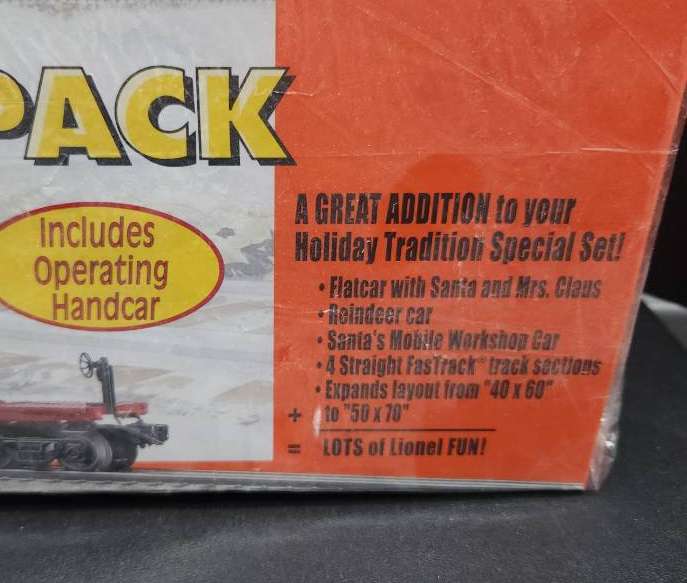 PACK
Includes
Operating
Handcar
A GREAT ADDITION to your
Holiday Tradition Special Set!
• Flatcar with Santa and Mrs. Claus
• Reindeer car
• Santa's Mobile Workshop Car
• 4 Straight FasTrack™ track sections
• Expands layout from "40 x 60"
+ to "50 x 70"
= LOTS of Lionel FUN!